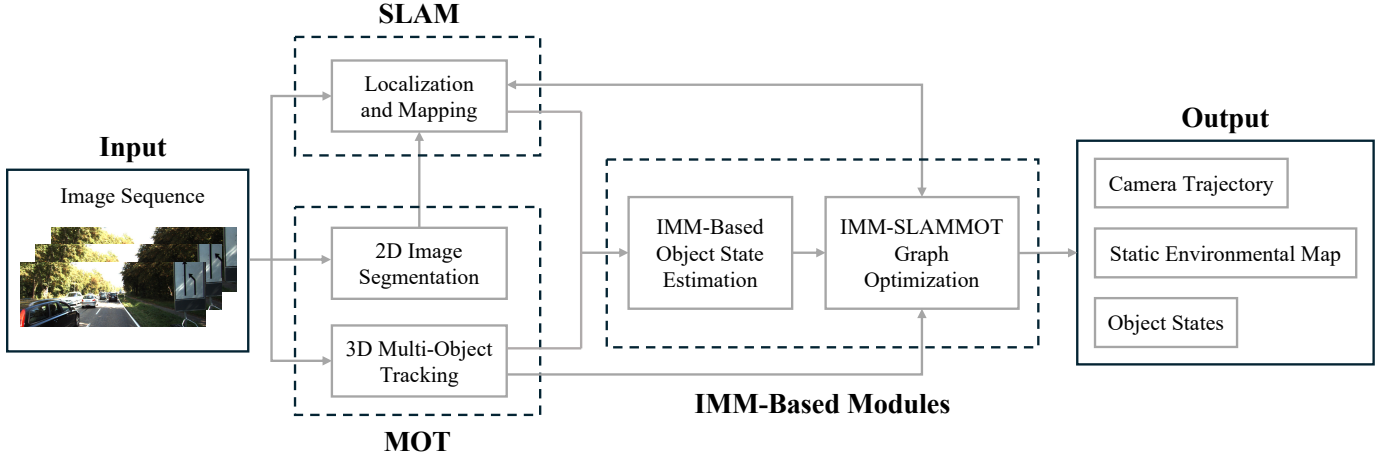 SLAM
Localization
and Mapping
Input
Image Sequence
2D Image
Segmentation
3D Multi-Object
Tracking
MOT
IMM-Based
Object State
Estimation
IMM-SLAMMOT
Graph
Optimization
IMM-Based Modules
Output
Camera Trajectory
Static Environmental Map
Object States